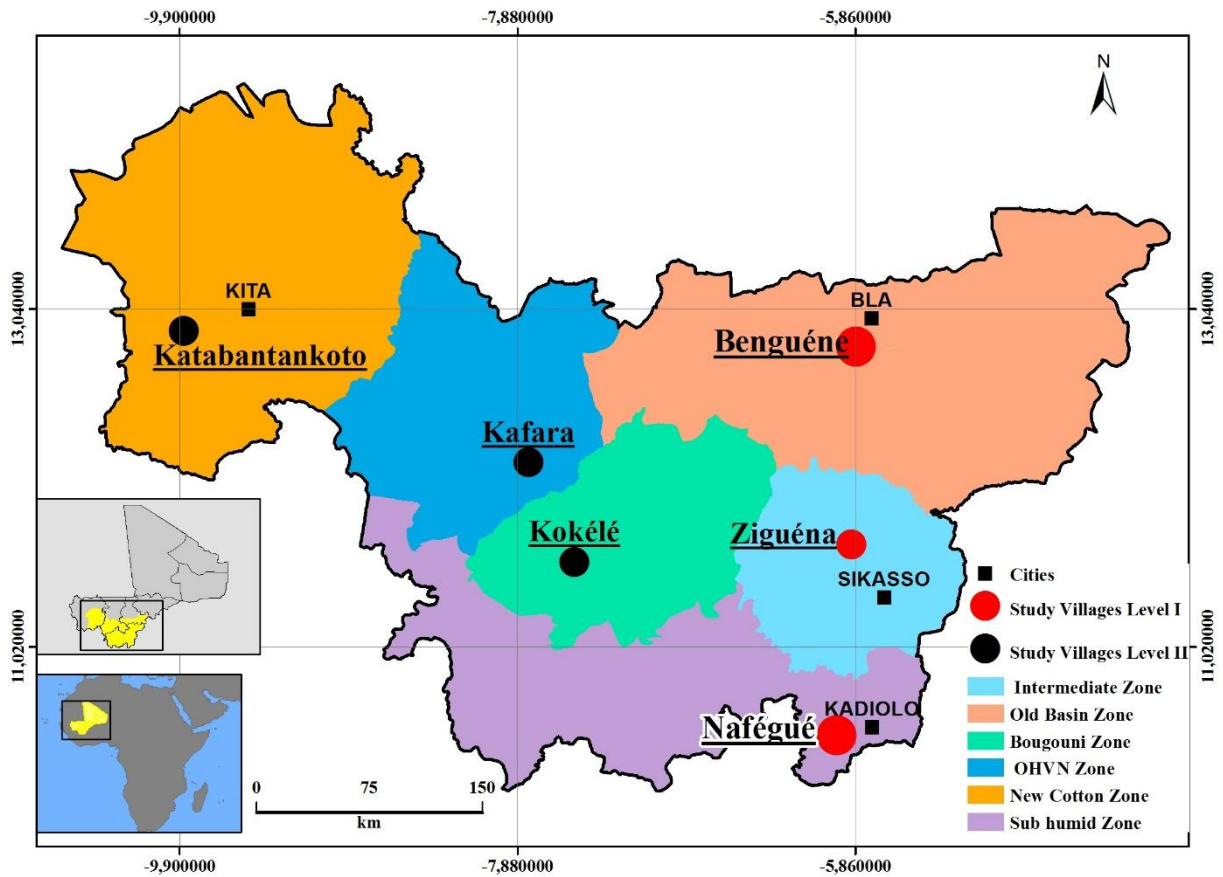 -9,900000
-7,880000
-5,860000
N
KITA
13,040000
13,040000
BLA
Benguéne
Katabantankoto
Kafara
Kokélé
Ziguéna
SIKASSO
Cities
Study Villages Level I
11,020000
11,020000
Study Villages Level II
Intermediate Zone
KADIOLO
Nafégué
Old Basin Zone
Bougouni Zone
OHVN Zone
0 75 150
New Cotton Zone
km
Sub humid Zone
-9,900000
-7,880000
-5,860000